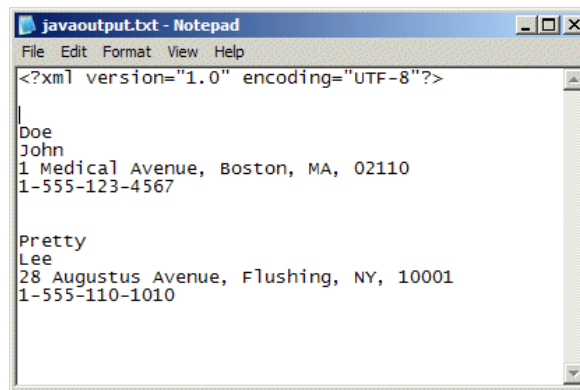 javaoutput.txt - Notepad
File Edit Format View Help
<?xml version="1.0" encoding="UTF-8"?>
Doe
John
1 Medical Avenue, Boston, MA, 02110
1-555-123-4567
Pretty
Lee
28 Augustus Avenue, Flushing, NY, 10001
1-555-110-1010